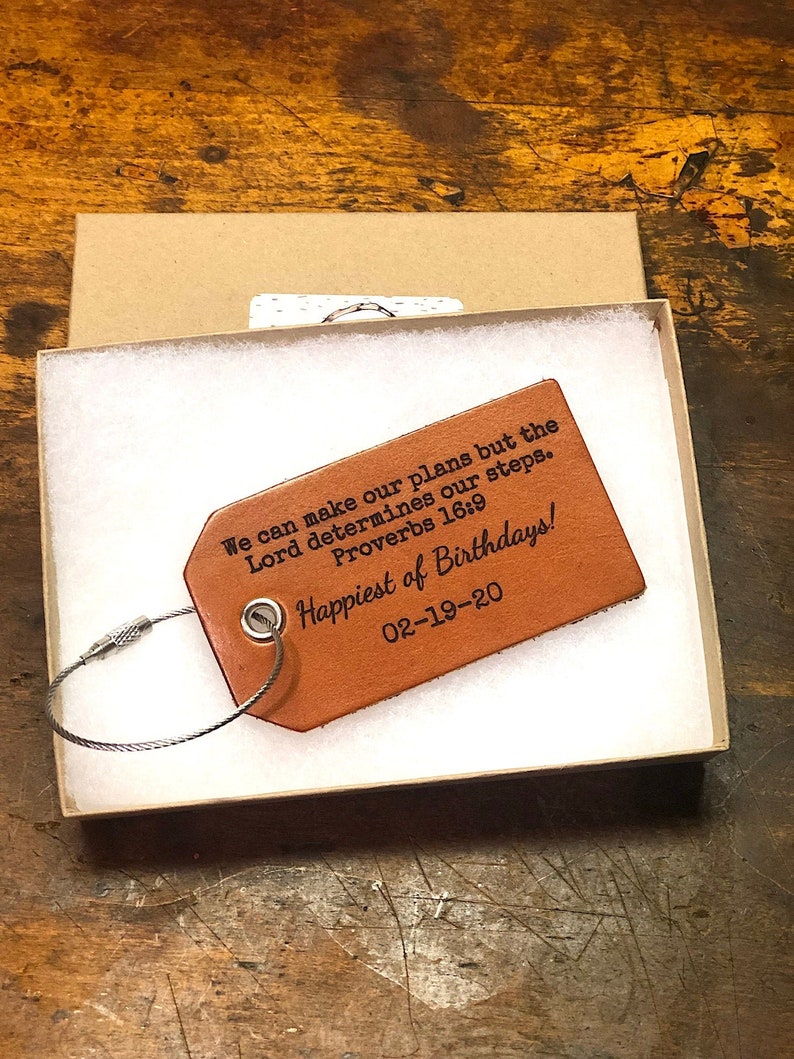 We can make our plans but the
Lord determines our steps.
Proverbs 16:9
Happiest of Birthdays!
02-19-20